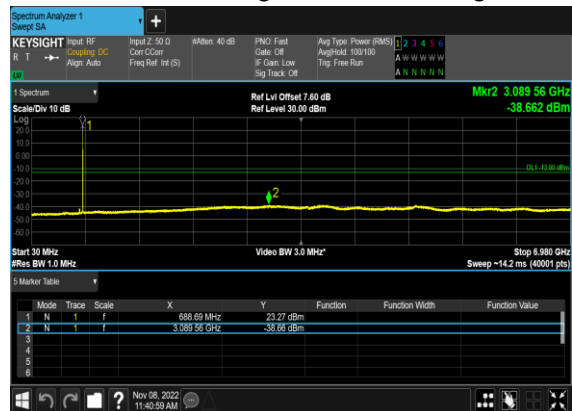 Spectrum Analyzer 1
Swept SA
KEYSIGHT Input: RF Input Z: 50 Ω #Atten: 40 dB PNO: Fast Avg Type: Power (RMS) 1 2 3 4 5 6
R T Coupling: DC Corr CCorr Gate: Off Avg|Hold: 100/100 A W W W W W
Align: Auto Freq Ref: Int (S) IF Gain: Low Trig: Free Run
LW Sig Track: Off A N N N N N
1 Spectrum Ref Lvl Offset 7.60 dB Mkr2 3.089 56 GHz
Scale/Div 10 dB Ref Level 30.00 dBm -38.662 dBm
Log
1
20.0
10.0
0.00
-10.0
DL1 -13.00 dBm
-20.0
-30.0
2
-40.0
-50.0
-60.0
Start 30 MHz Video BW 3.0 MHz* Stop 6.980 GHz
#Res BW 1.0 MHz Sweep ~14.2 ms (40001 pts)
5 Marker Table
Mode Trace Scale X Y Function Function Width Function Value
1 N 1 f 688.69 MHz 23.27 dBm
2 N 1 f 3.089 56 GHz -38.66 dBm
3
4
5
6
? Nov 08, 2022
11:40:59 AM